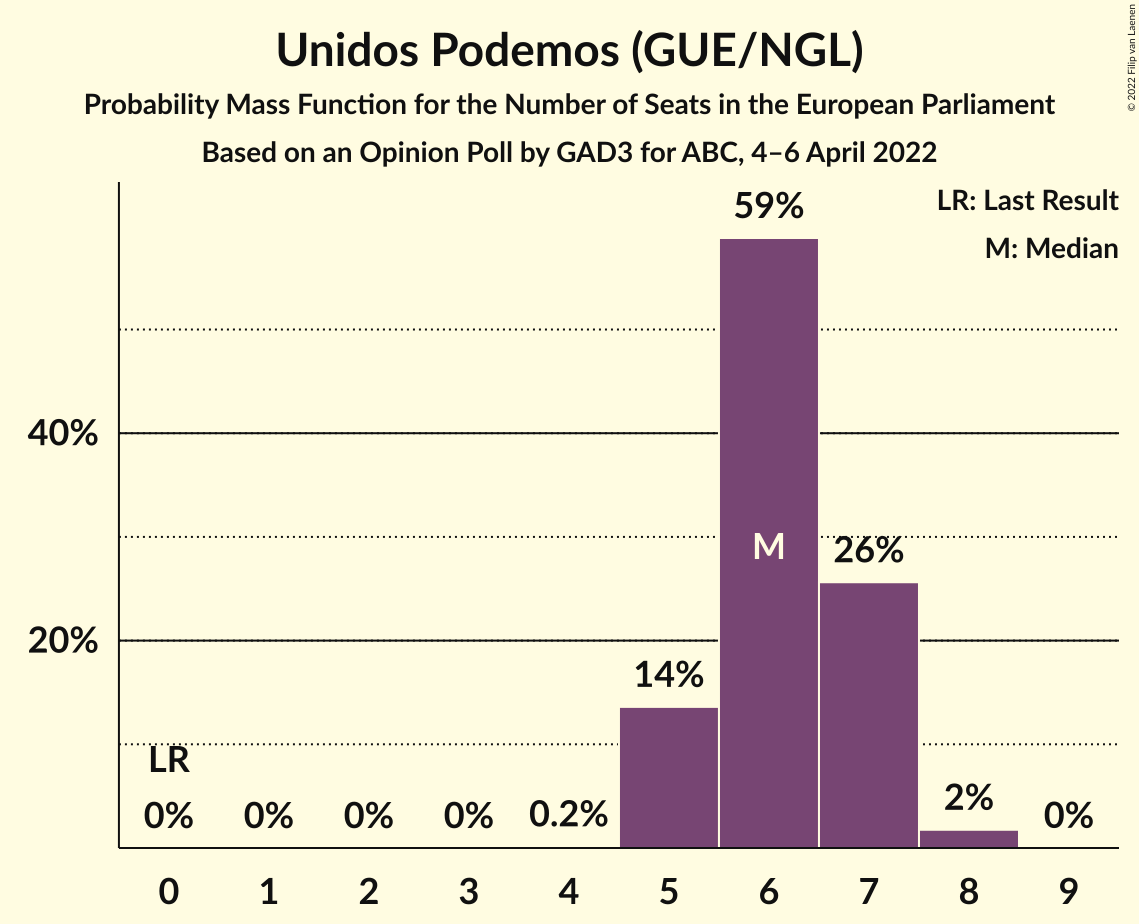 Unidos Podemos (GUE/NGL)
Probability Mass Function for the Number of Seats in the European Parliament
Based on an Opinion Poll by GAD3 for ABC, 4–6 April 2022
© 2022 Filip van Laenen
LR: Last Result
M: Median
59%
40%
M
26%
20%
14%
LR
0% 0% 0% 0% 0.2% 2% 0%
0 1 2 3 4 5 6 7 8 9